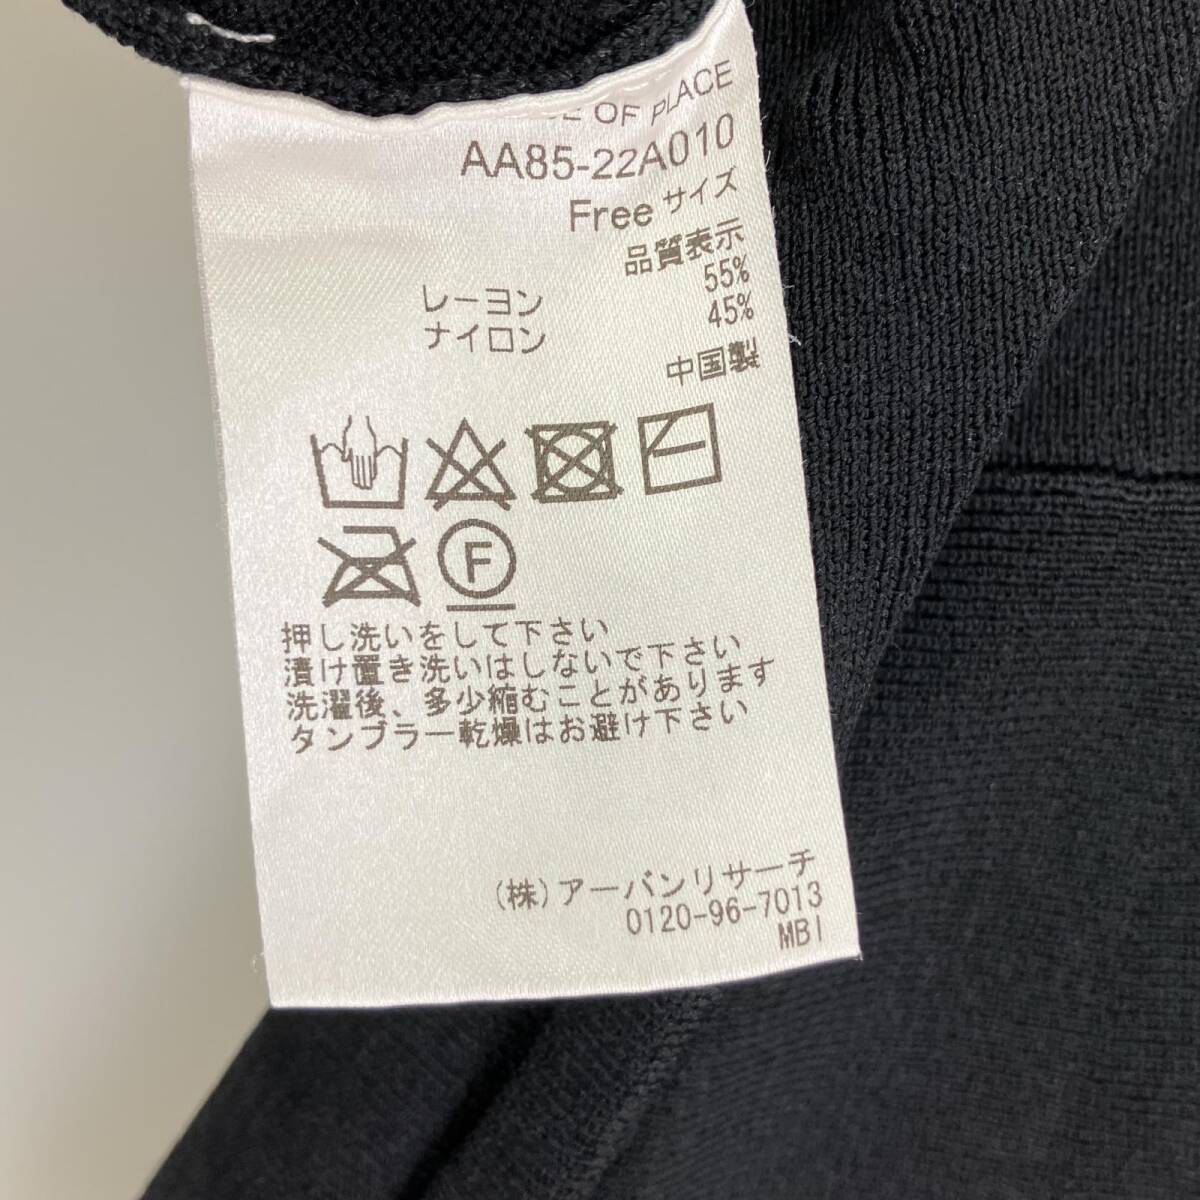 OF PLACE
AA85-22A010
Free サイズ
品質表示
レーヨン 55%
ナイロン 45%
中国製
F
押し洗いをして下さい
漬け置き洗いはしないで下さい
洗濯後、多少縮むことがあります
タンブラー乾燥はお避け下さい
(株)アーバンリサーチ
0120-96-7013
MBI